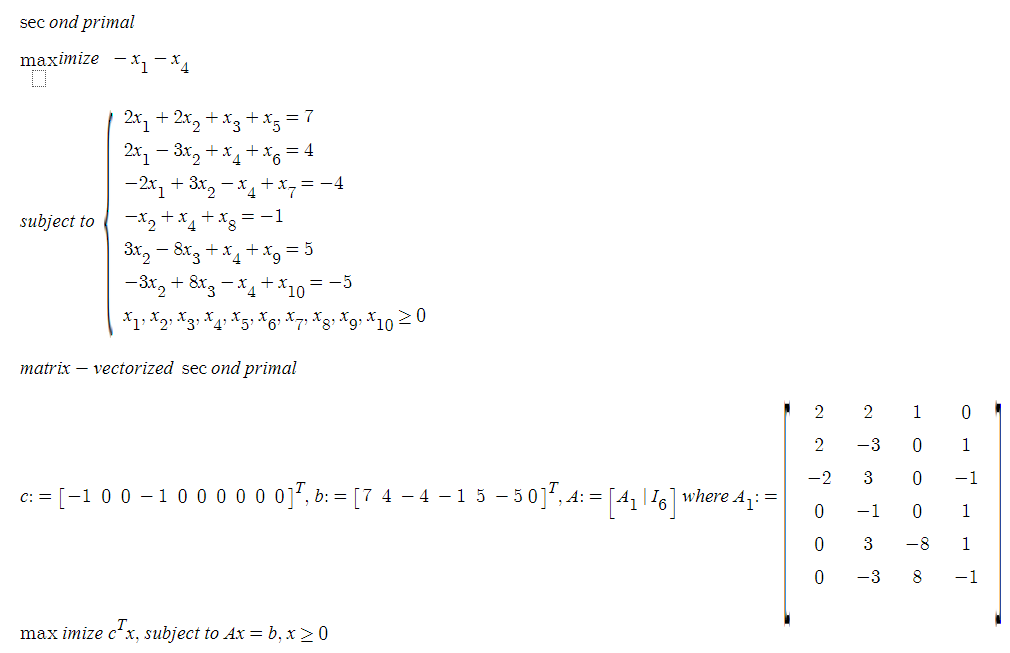 sec ond primal
maximize −x₁ − x₄
2x₁ + 2x₂ + x₃ + x₅ = 7
2x₁ − 3x₂ + x₄ + x₆ = 4
−2x₁ + 3x₂ − x₄ + x₇ = −4
−x₂ + x₄ + x₈ = −1
subject to
3x₂ − 8x₃ + x₄ + x₉ = 5
−3x₂ + 8x₃ − x₄ + x₁₀ = −5
x₁, x₂, x₃, x₄, x₅, x₆, x₇, x₈, x₉, x₁₀ ≥ 0
matrix − vectorized sec ond primal
c: = [−1 0 0 −1 0 0 0 0 0 0]ᵀ, b: = [7 4 −4 −1 5 −5 0]ᵀ, A: = [A₁ | I₆] where A₁: =
2 2 1 0
2 −3 0 1
−2 3 0 −1
0 −1 0 1
0 3 −8 1
0 −3 8 −1
max imize cᵀx, subject to Ax = b, x ≥ 0